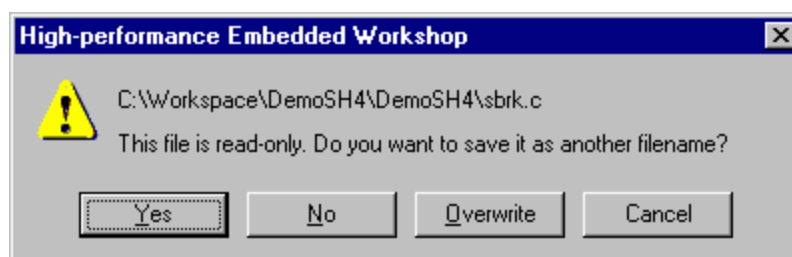 High-performance Embedded Workshop
C:\Workspace\DemoSH4\DemoSH4\sbrk.c
This file is read-only. Do you want to save it as another filename?
Yes No Overwrite Cancel